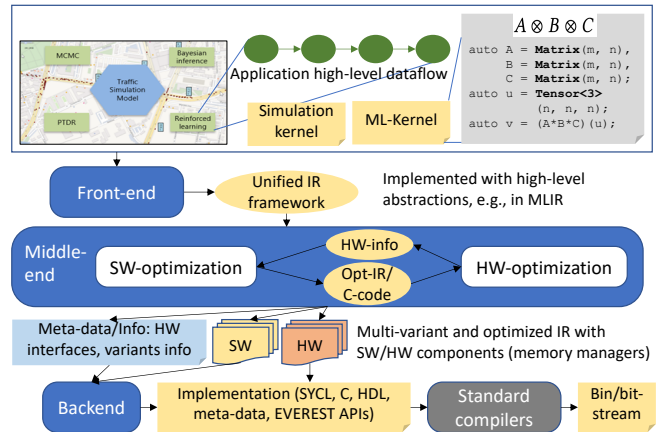 MCMC
Bayesian
inference
Traffic
Simulation
Model
PTDR
Reinforced
learning
Application high-level dataflow
Simulation
kernel
ML-Kernel
A ⊗ B ⊗ C
auto A = Matrix(m, n),
B = Matrix(m, n),
C = Matrix(m, n);
auto u = Tensor<3>
(n, n, n);
auto v = (A*B*C)(u);
Front-end
Unified IR
framework
Implemented with high-level
abstractions, e.g., in MLIR
Middle-
end
SW-optimization
HW-info
Opt-IR/
C-code
HW-optimization
Meta-data/Info: HW
interfaces, variants info
SW
HW
Multi-variant and optimized IR with
SW/HW components (memory managers)
Backend
Implementation (SYCL, C, HDL,
meta-data, EVEREST APIs)
Standard
compilers
Bin/bit-
stream